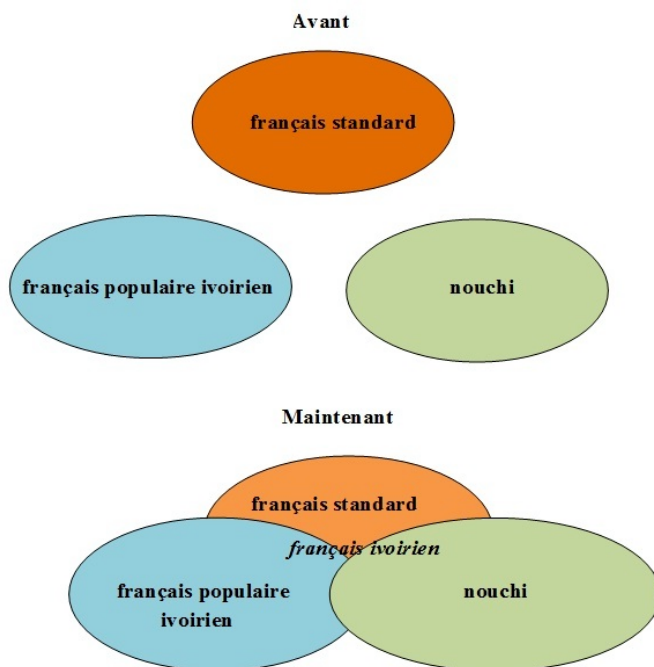 Avant
français standard
français populaire ivoirien
nouchi
Maintenant
français standard
français ivoirien
français populaire
ivoirien
nouchi